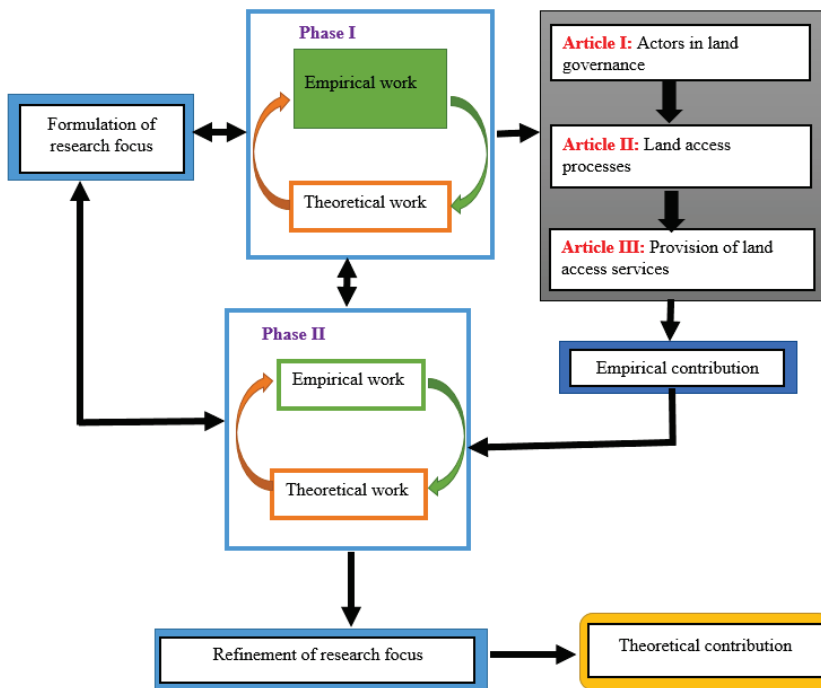 Phase I
Empirical work
Theoretical work
Formulation of
research focus
Article I: Actors in land
governance
Article II: Land access
processes
Article III: Provision of land
access services
Empirical contribution
Phase II
Empirical work
Theoretical work
Refinement of research focus
Theoretical contribution